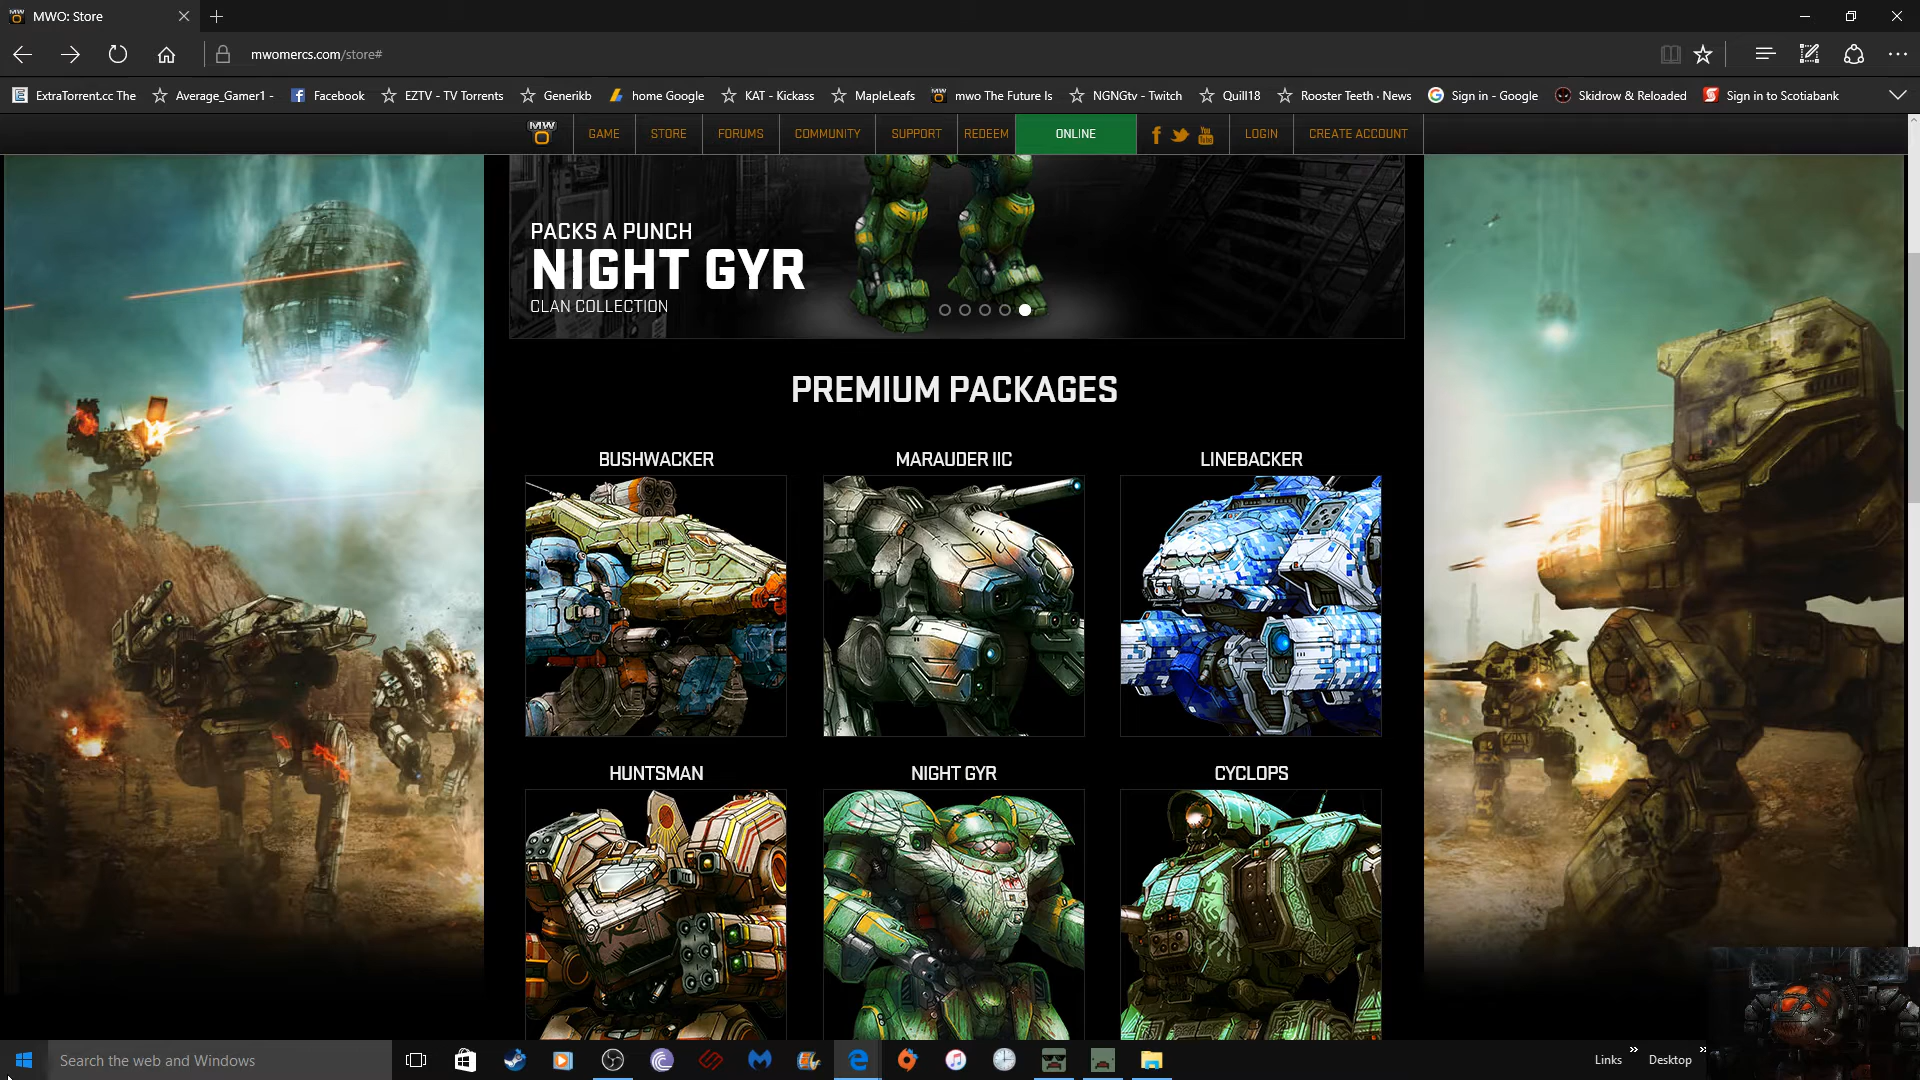 MWO: Store
mwomercs.com/store#
ExtraTorrent.cc The
Average_Gamer1 -
Facebook
EZTV - TV Torrents
Generikb
home Google
KAT - Kickass
MapleLeafs
mwo The Future Is
NGNGtv - Twitch
Quill18
Rooster Teeth · News
Sign in - Google
Skidrow & Reloaded
Sign in to Scotiabank
MW
GAME
STORE
FORUMS
COMMUNITY
SUPPORT
REDEEM
ONLINE
LOGIN
CREATE ACCOUNT
PACKS A PUNCH
NIGHT GYR
CLAN COLLECTION
PREMIUM PACKAGES
BUSHWACKER
MARAUDER IIC
LINEBACKER
HUNTSMAN
NIGHT GYR
CYCLOPS
Search the web and Windows
Links
Desktop